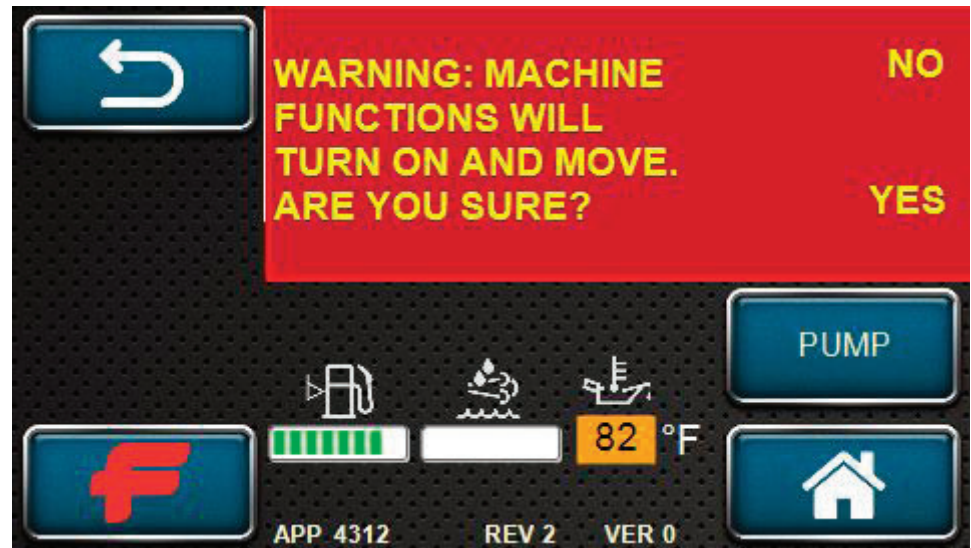 WARNING: MACHINE
FUNCTIONS WILL
TURN ON AND MOVE.
ARE YOU SURE?
NO
YES
PUMP
82 °F
APP 4312 REV 2 VER 0